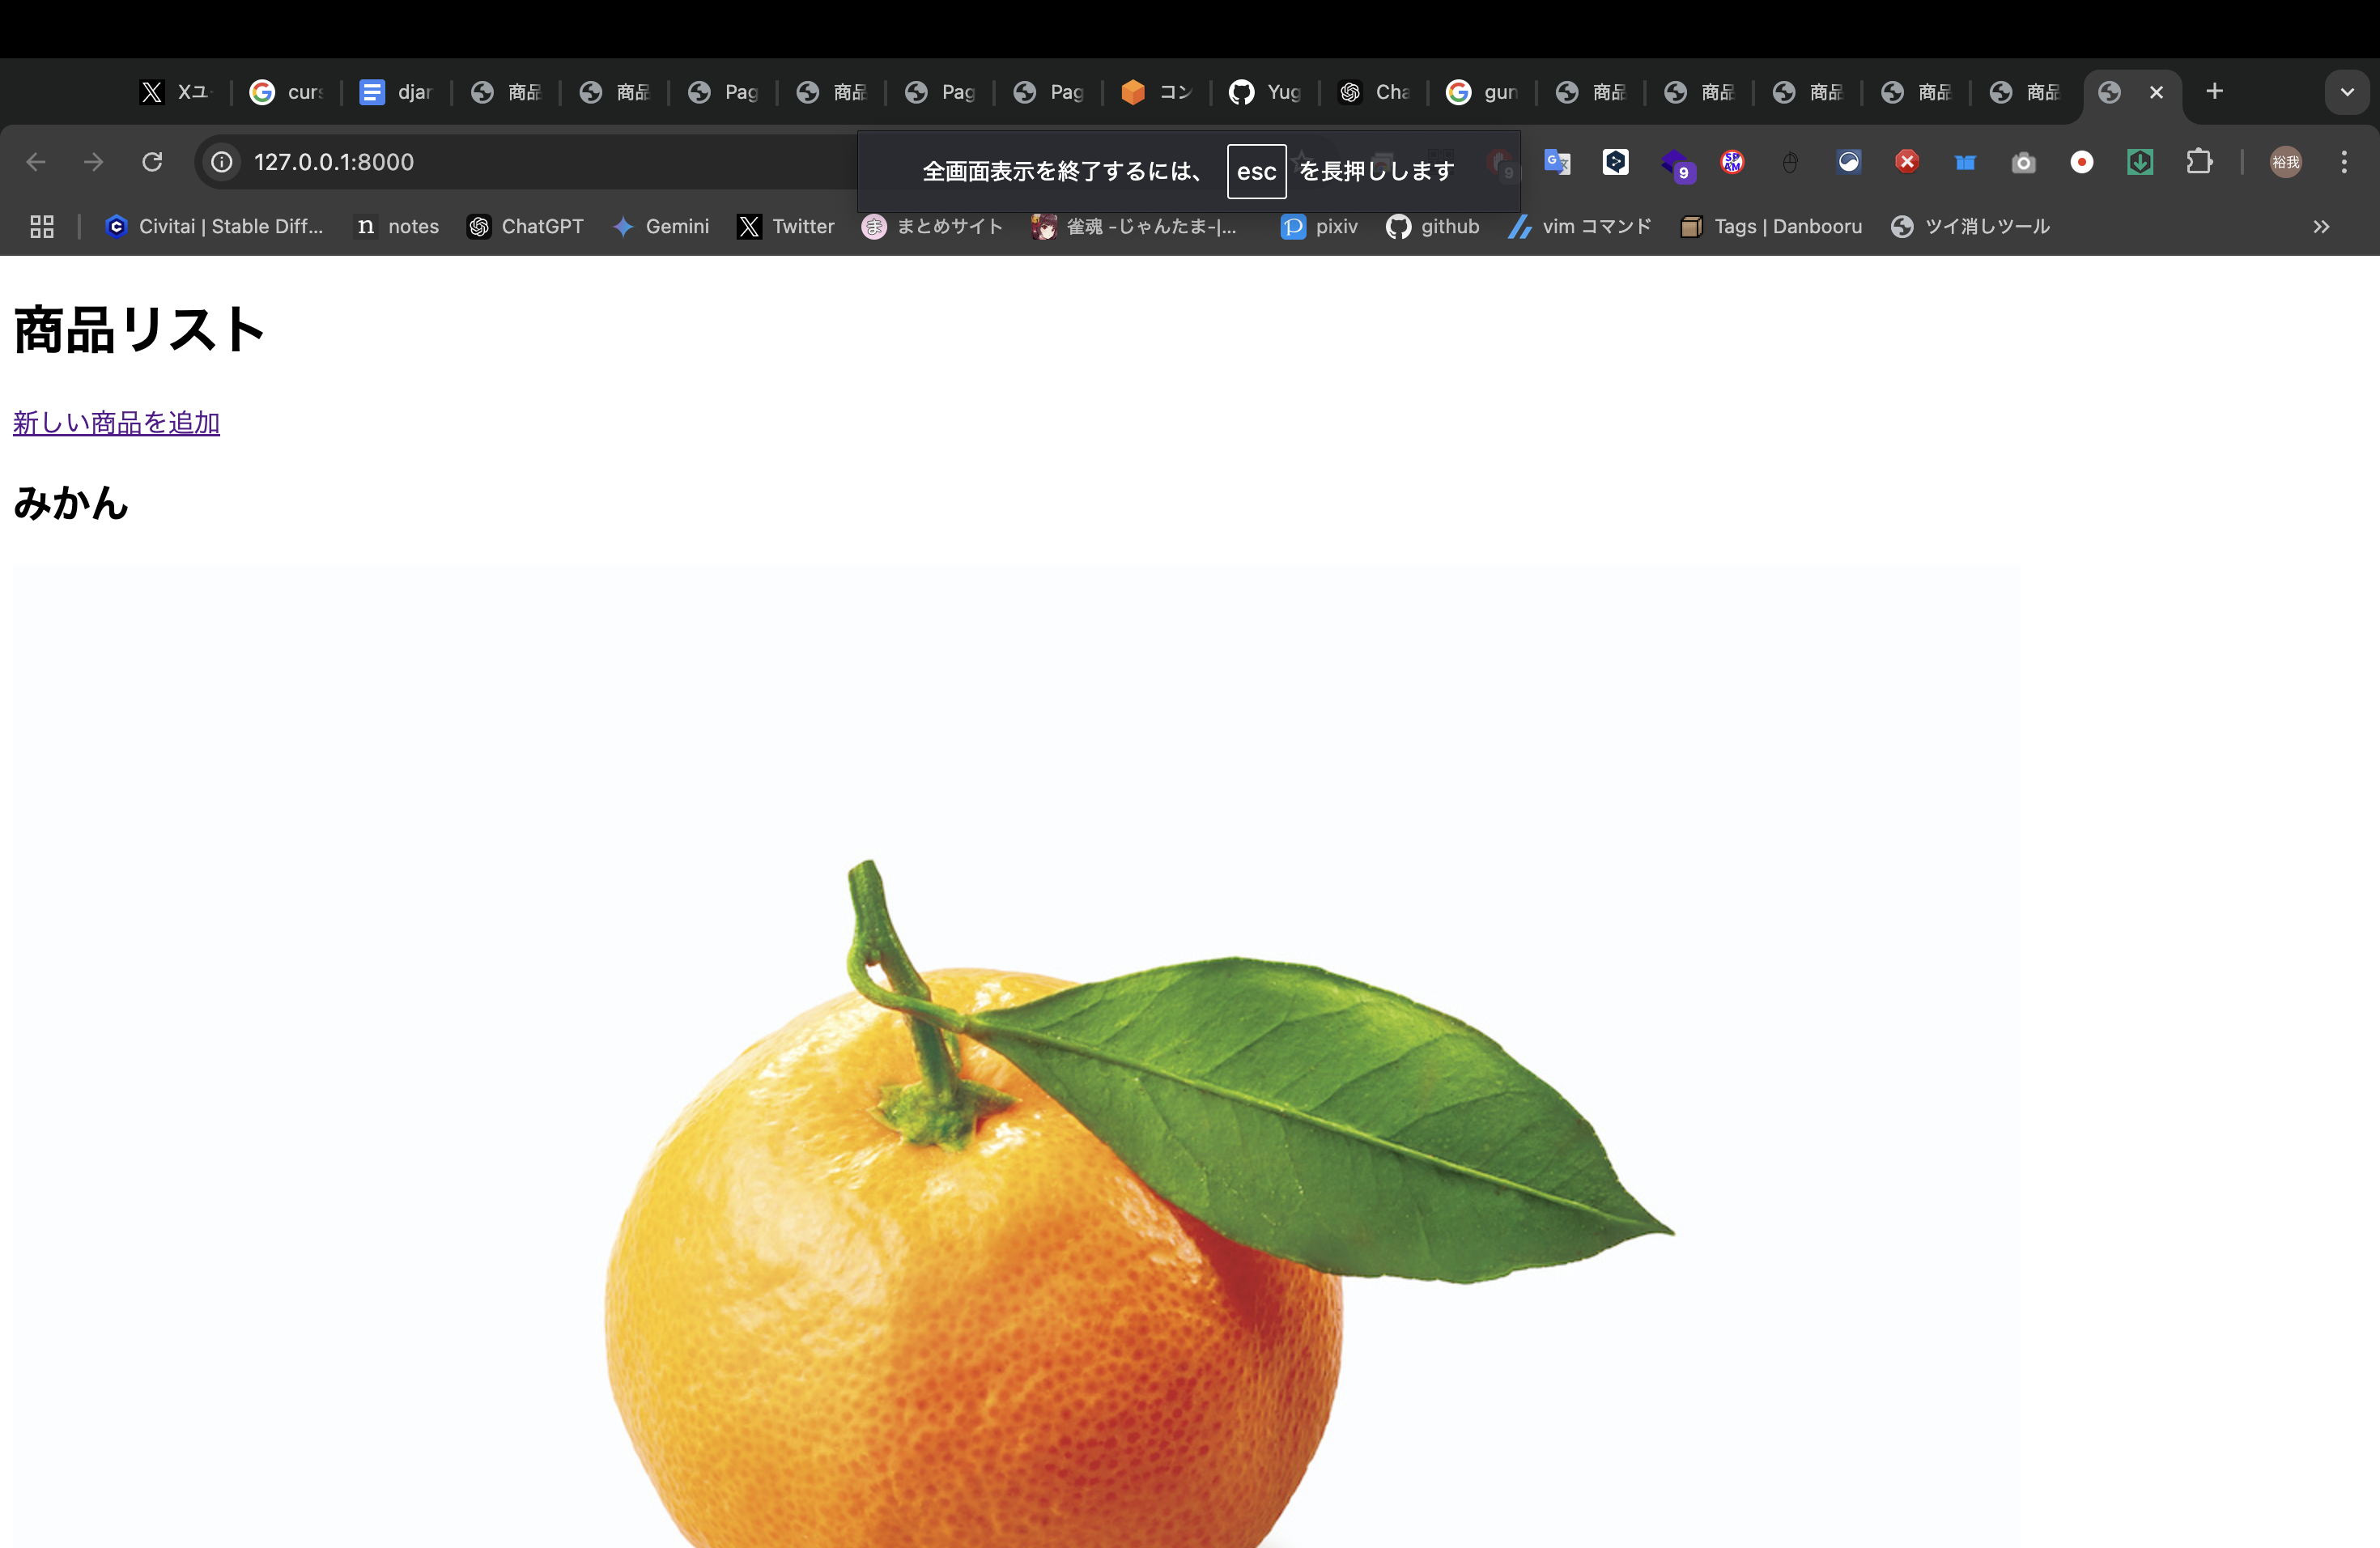 Xユ
curs
djar
商品
商品
Pag
商品
Pag
Pag
コン
Yug
Cha
gun
商品
商品
商品
商品
商品
127.0.0.1:8000
全画面表示を終了するには、 esc を長押しします
9
9
裕我
Civitai | Stable Diff...
notes
ChatGPT
Gemini
Twitter
まとめサイト
雀魂 -じゃんたま-|...
pixiv
github
vim コマンド
Tags | Danbooru
ツイ消しツール
商品リスト
新しい商品を追加
みかん